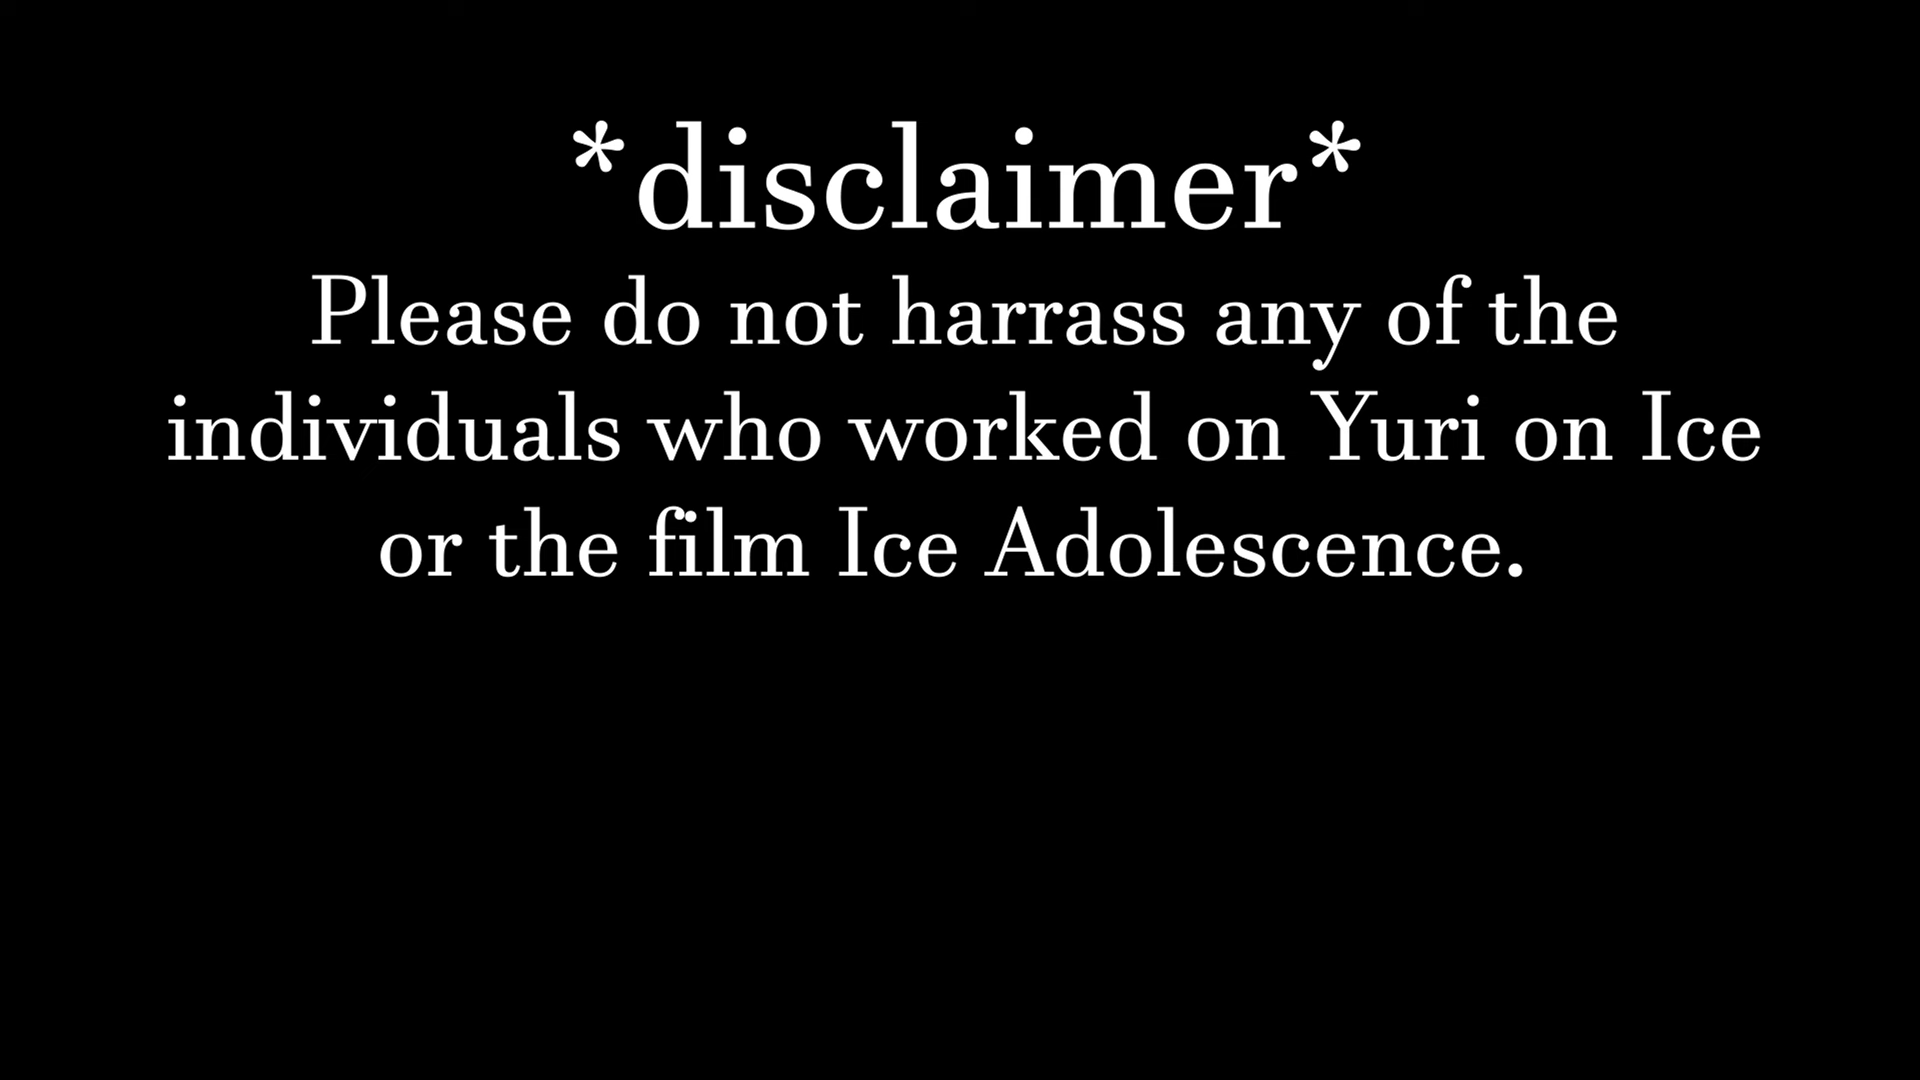 *disclaimer*
Please do not harrass any of the
individuals who worked on Yuri on Ice
or the film Ice Adolescence.